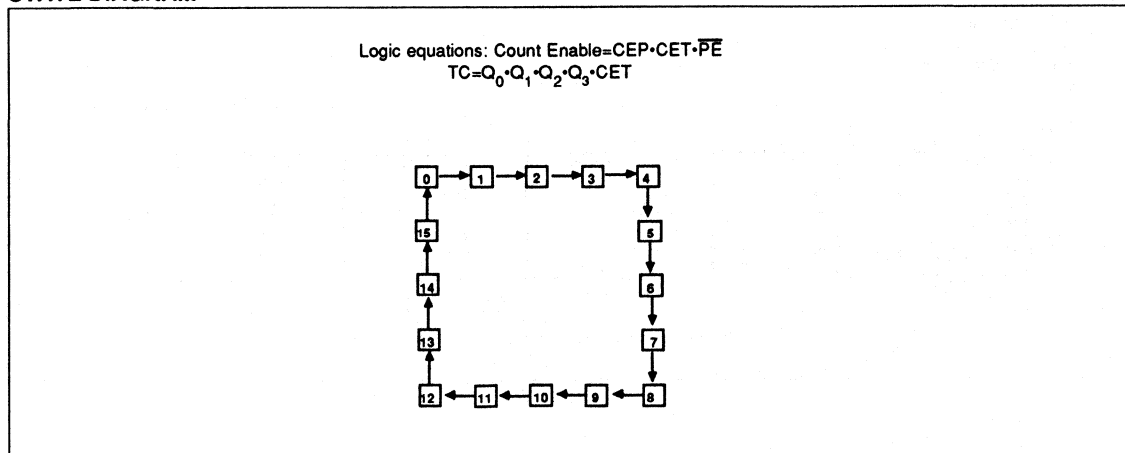 Logic equations: Count Enable=CEP•CET•P̅E̅
TC=Q₀•Q₁•Q₂•Q₃•CET
0 1 2 3 4
15 5
14 6
13 7
12 11 10 9 8